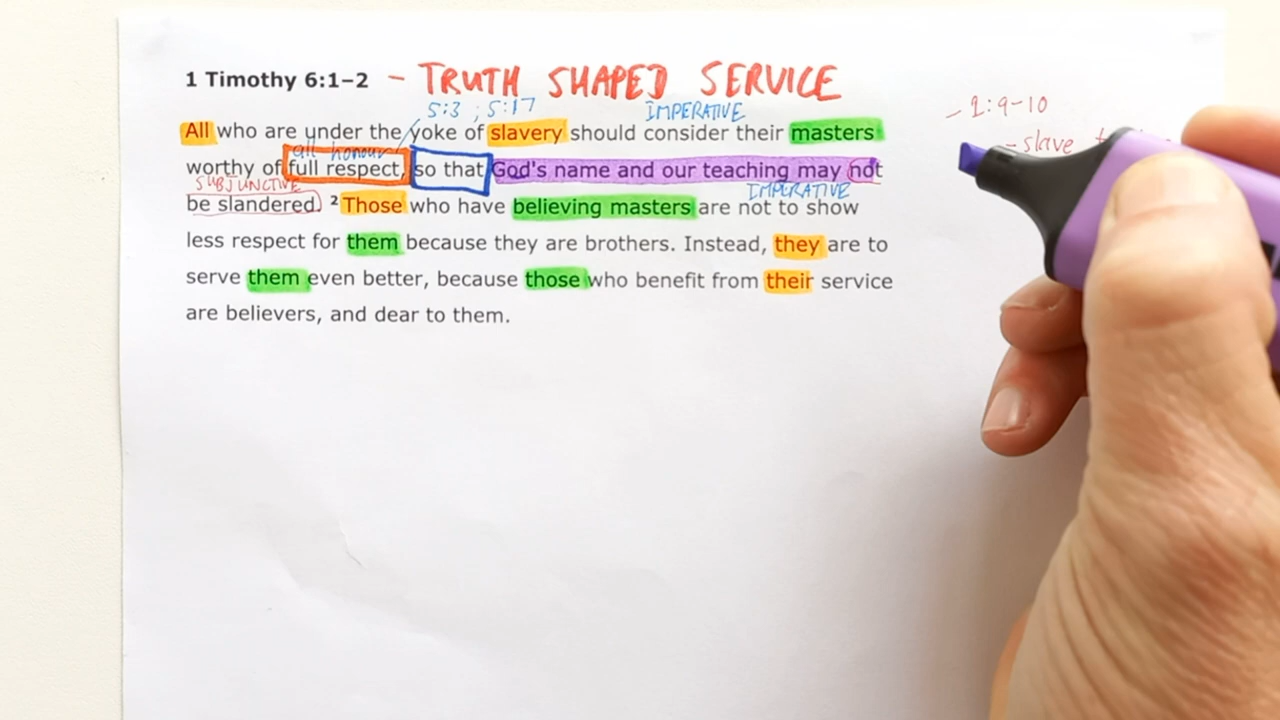 1 Timothy 6:1–2 - TRUTH SHAPED SERVICE
5:3 ; 5:17 IMPERATIVE
- 1:9-10
All who are under the yoke of slavery should consider their masters
- slave
all honour
worthy of full respect, so that God's name and our teaching may not
SUBJUNCTIVE IMPERATIVE
be slandered. ² Those who have believing masters are not to show
less respect for them because they are brothers. Instead, they are to
serve them even better, because those who benefit from their service
are believers, and dear to them.